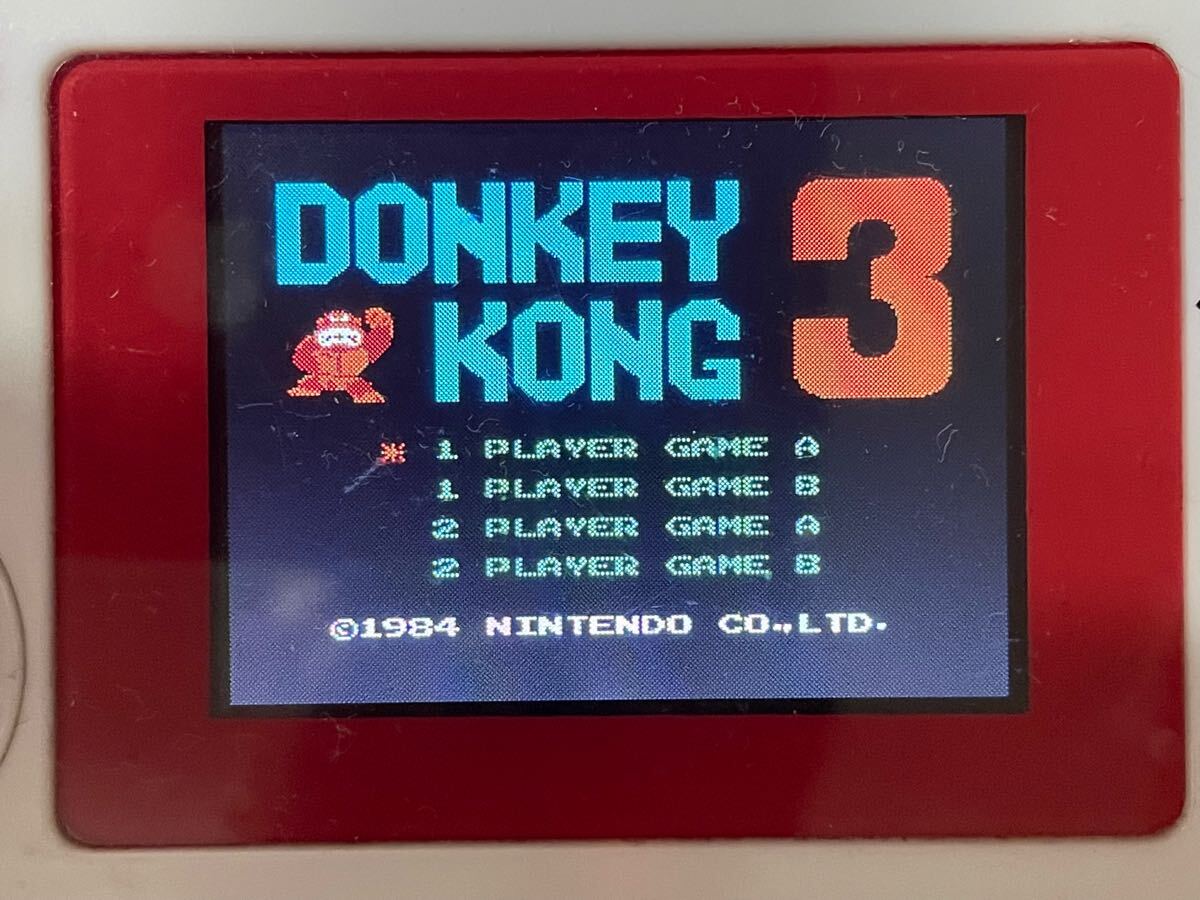 DONKEY
KONG
3
* 1 PLAYER GAME A
1 PLAYER GAME B
2 PLAYER GAME A
2 PLAYER GAME B
©1984 NINTENDO CO.,LTD.